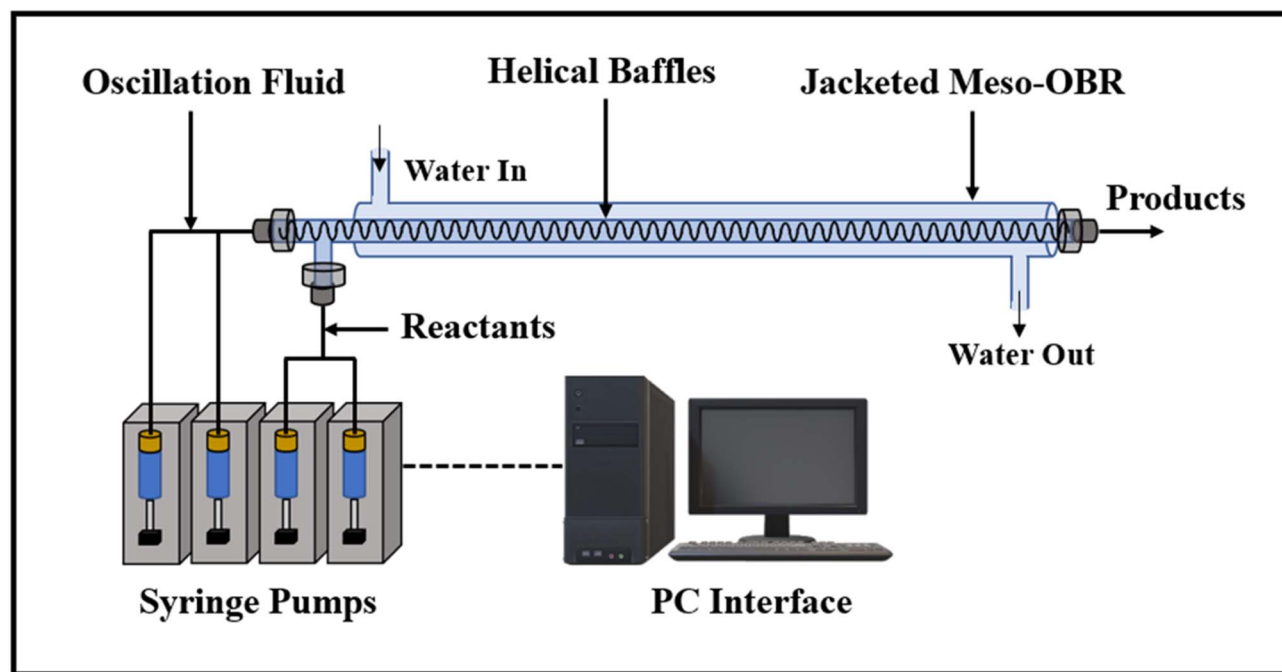 Oscillation Fluid
Helical Baffles
Jacketed Meso-OBR
Water In
Products
Reactants
Water Out
Syringe Pumps
PC Interface